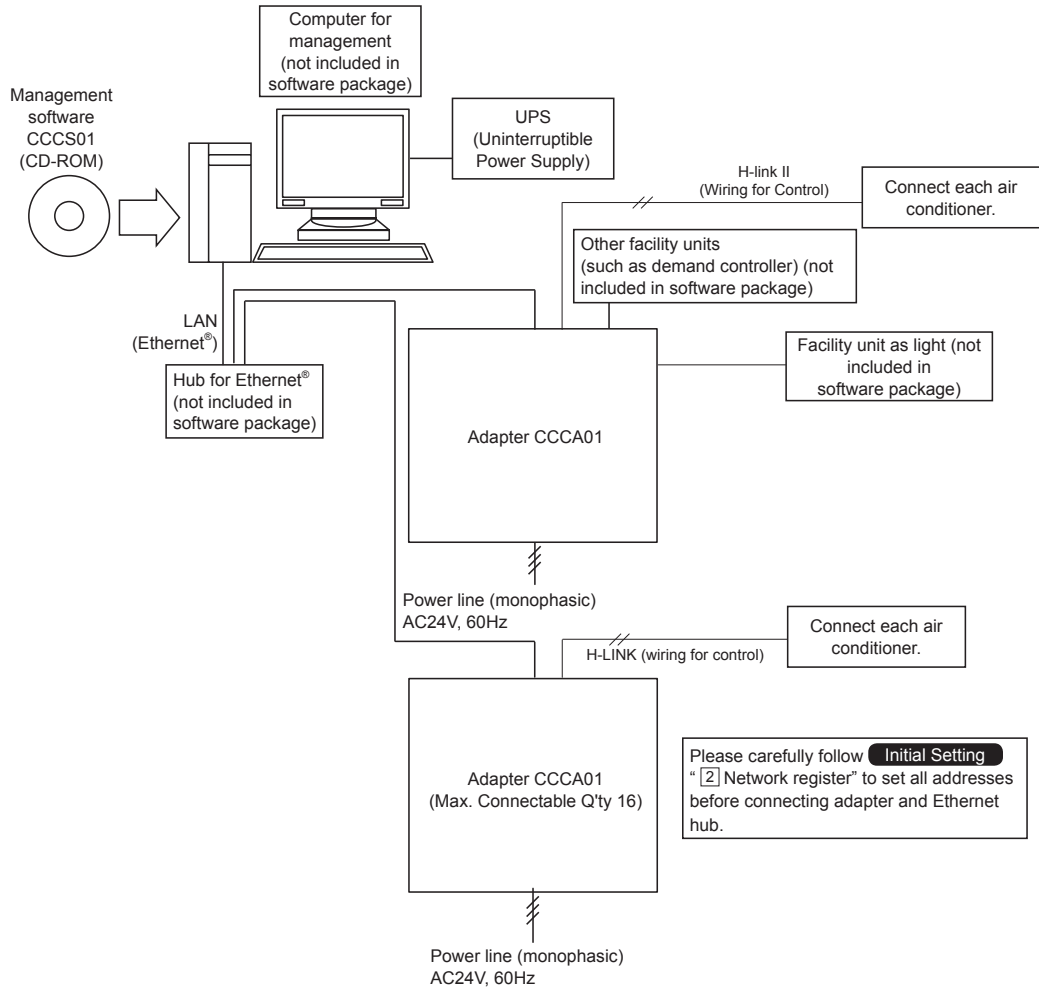 Computer for
management
(not included in
software package)
Management
software
CCCS01
(CD-ROM)
UPS
(Uninterruptible
Power Supply)
H-link II
(Wiring for Control)
Connect each air
conditioner.
Other facility units
(such as demand controller) (not
included in software package)
LAN
(Ethernet®)
Facility unit as light (not
included in
software package)
Hub for Ethernet®
(not included in
software package)
Adapter CCCA01
Power line (monophasic)
AC24V, 60Hz
Connect each air
conditioner.
H-LINK (wiring for control)
Adapter CCCA01
(Max. Connectable Q'ty 16)
Please carefully follow Initial Setting
“ 2 Network register” to set all addresses
before connecting adapter and Ethernet
hub.
Power line (monophasic)
AC24V, 60Hz